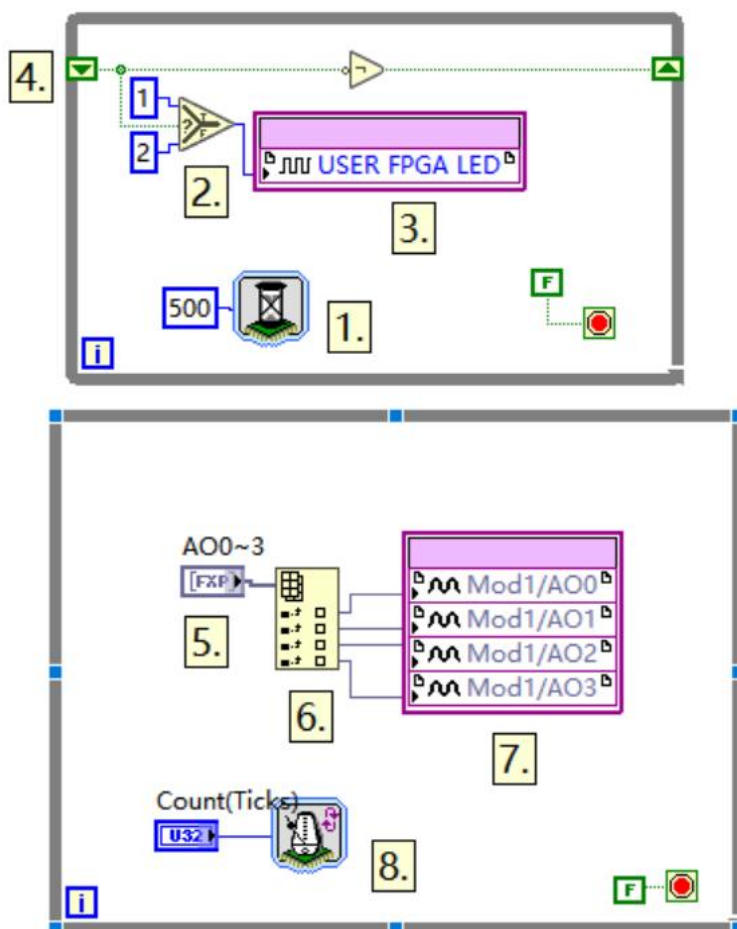 4.
1
2
T
?
F
2.
USER FPGA LED
3.
500
1.
F
i
AO0~3
[FXP
Mod1/AO0
Mod1/AO1
Mod1/AO2
Mod1/AO3
5.
6.
7.
Count(Ticks)
U32
8.
F
i